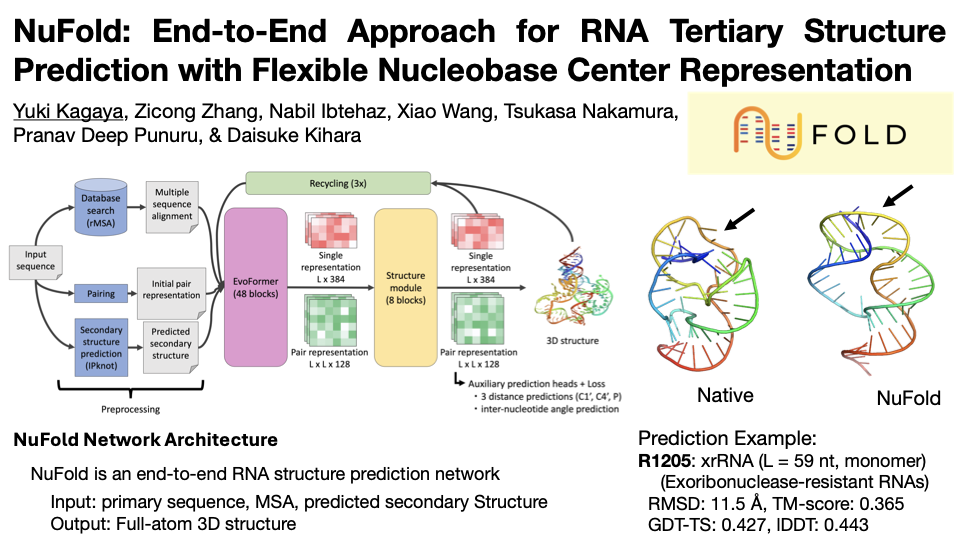 NuFold: End-to-End Approach for RNA Tertiary Structure
Prediction with Flexible Nucleobase Center Representation
Yuki Kagaya, Zicong Zhang, Nabil Ibtehaz, Xiao Wang, Tsukasa Nakamura,
Pranav Deep Punuru, & Daisuke Kihara
NU FOLD
Input
sequence
Database
search
(rMSA)
Multiple
sequence
alignment
Pairing
Initial pair
representation
Secondary
structure
prediction
(IPknot)
Predicted
secondary
structure
Preprocessing
Recycling (3x)
EvoFormer
(48 blocks)
Single
representation
L x 384
Pair representation
L x L x 128
Structure
module
(8 blocks)
Single
representation
L x 384
Pair representation
L x L x 128
3D structure
Auxiliary prediction heads + Loss
• 3 distance predictions (C1’, C4’, P)
• inter-nucleotide angle prediction
Native
NuFold
NuFold Network Architecture
NuFold is an end-to-end RNA structure prediction network
Input: primary sequence, MSA, predicted secondary Structure
Output: Full-atom 3D structure
Prediction Example:
R1205: xrRNA (L = 59 nt, monomer)
(Exoribonuclease-resistant RNAs)
RMSD: 11.5 Å, TM-score: 0.365
GDT-TS: 0.427, lDDT: 0.443